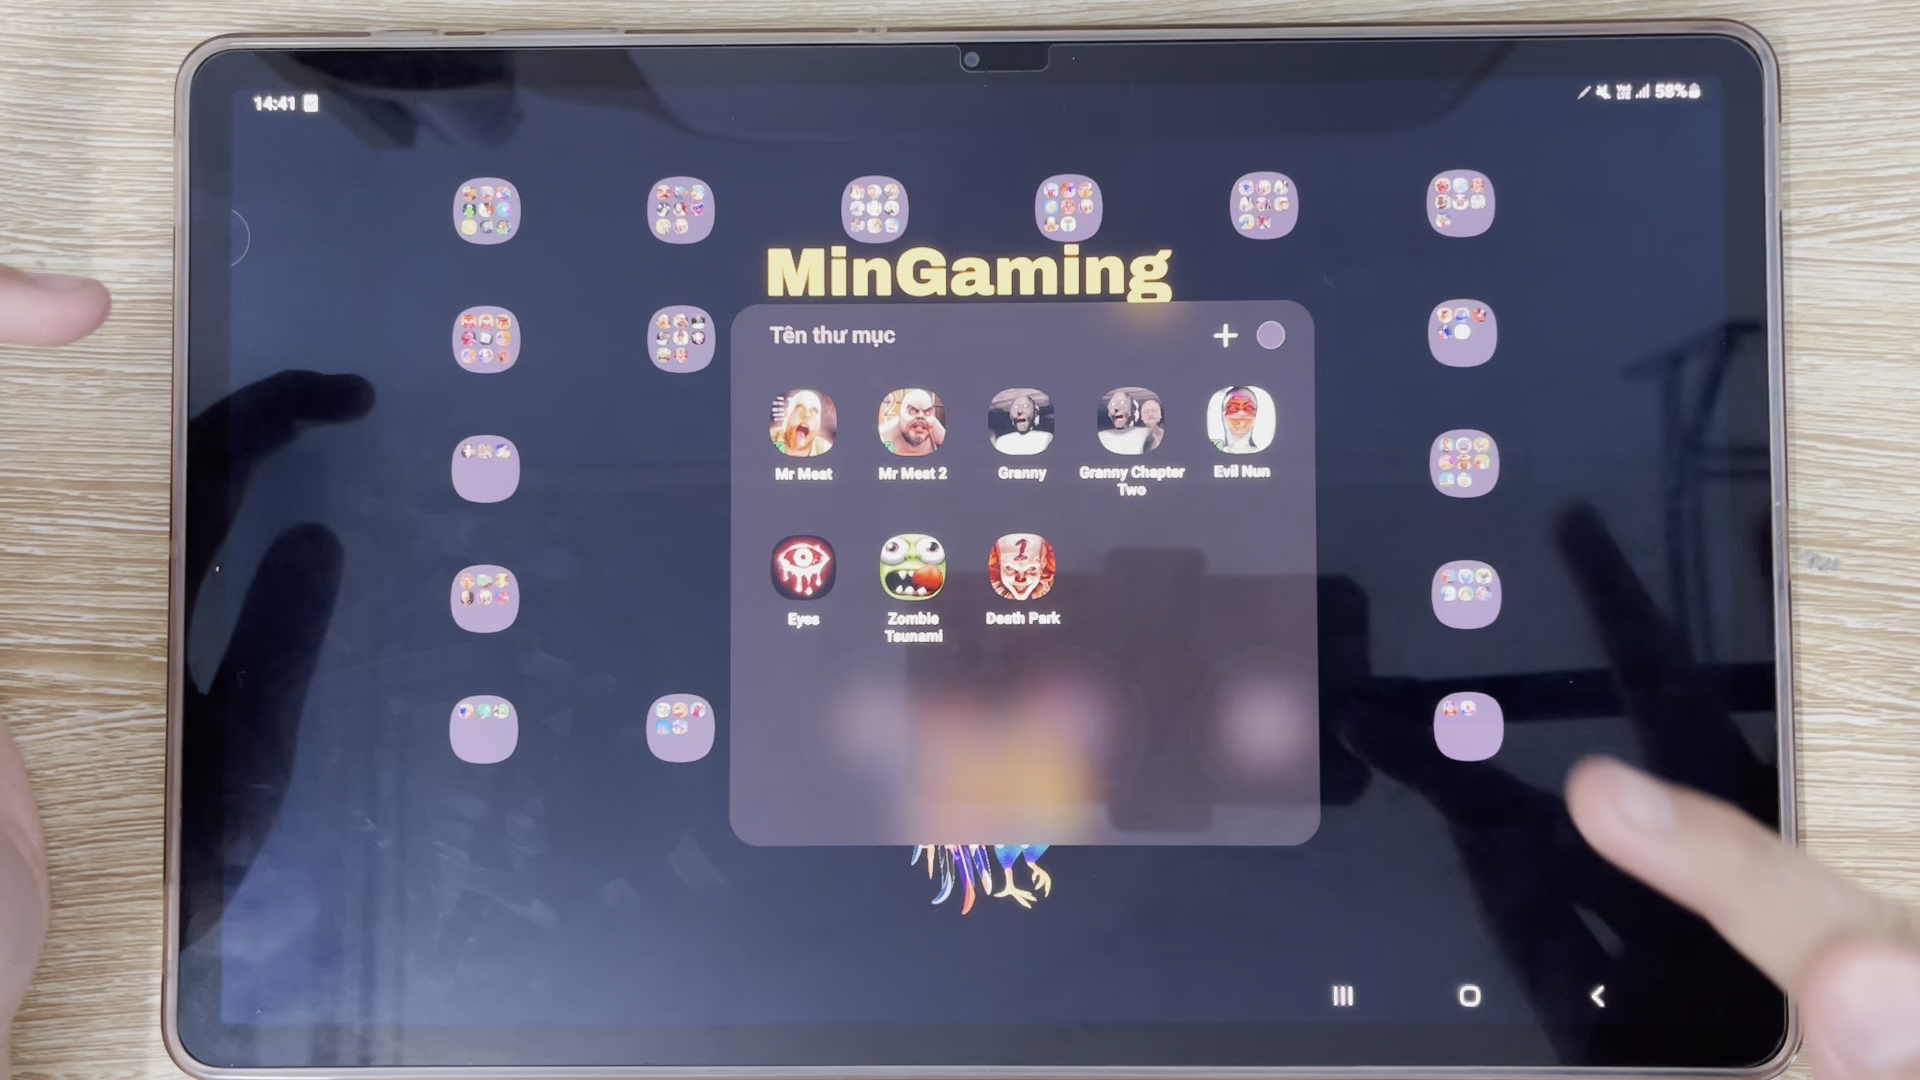 14:41
58%
MinGaming
Tên thư mục
Mr Meat
Mr Meat 2
Granny
Granny Chapter
Two
Evil Nun
Eyes
Zombie
Tsunami
Death Park